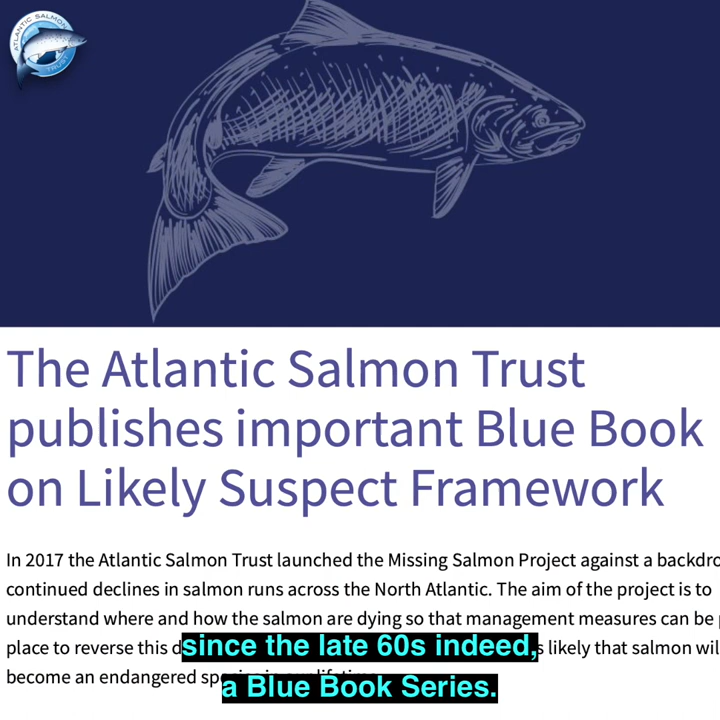 ATLANTIC SALMON
TRUST
The Atlantic Salmon Trust
publishes important Blue Book
on Likely Suspect Framework
In 2017 the Atlantic Salmon Trust launched the Missing Salmon Project against a
continued declines in salmon runs across the North Atlantic. The aim of the project is to
understand where and how the salmon are dying so that management measures can be
place to reverse this likely that salmon
since the late 60s indeed,
become an endangered
a Blue Book Series.